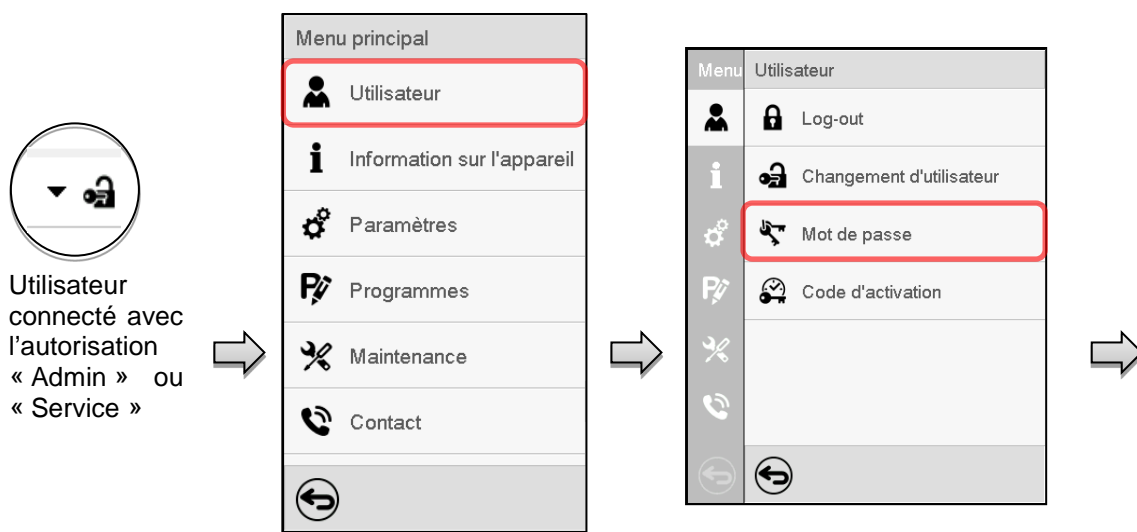 Utilisateur
connecté avec
l’autorisation
« Admin » ou
« Service »
Menu principal
Utilisateur
Information sur l'appareil
Paramètres
Programmes
Maintenance
Contact
Menu Utilisateur
Log-out
Changement d'utilisateur
Mot de passe
Code d'activation